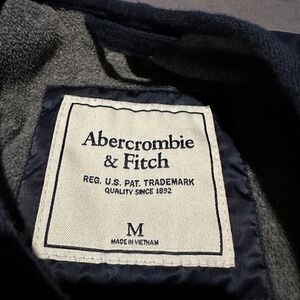 Abercrombie
& Fitch
REG. U.S. PAT. TRADEMARK
QUALITY SINCE 1892
M
MADE IN VIETNAM